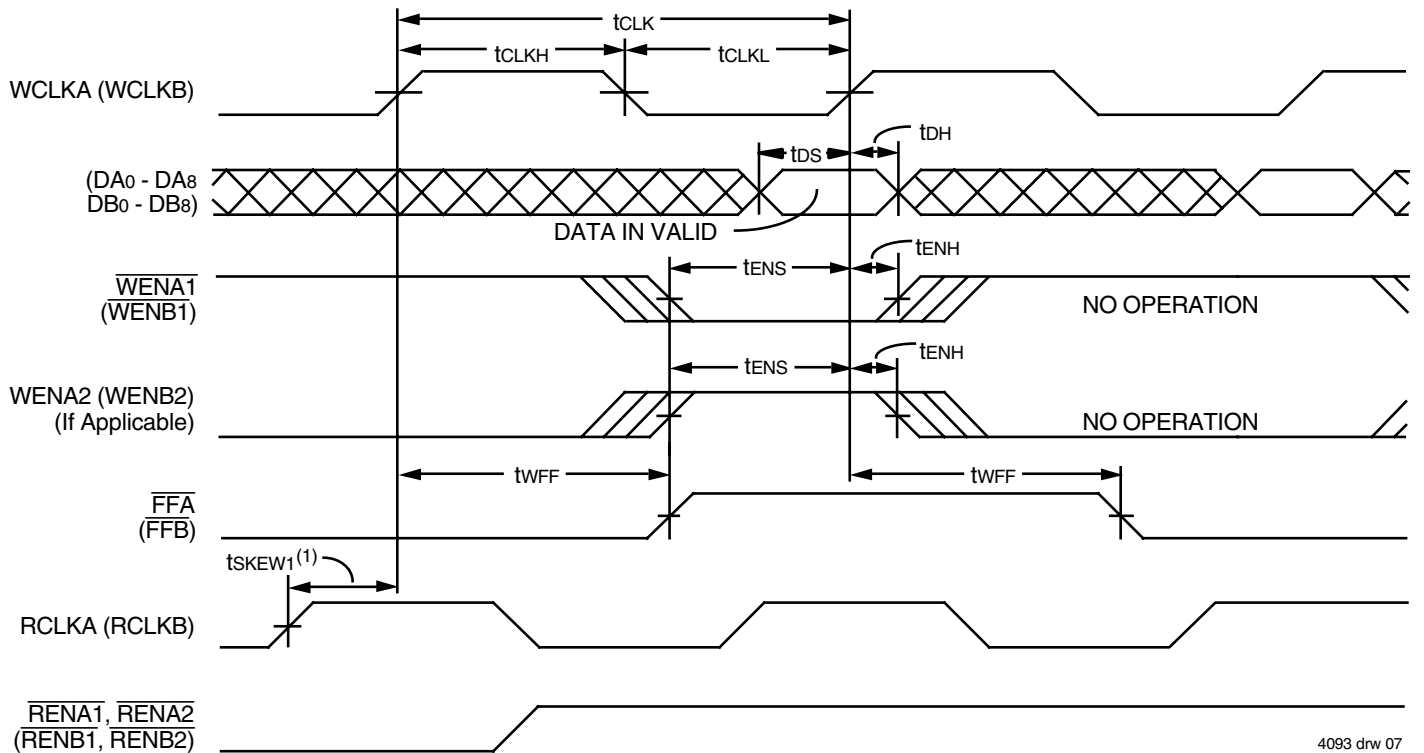 tCLK
tCLKH
tCLKL
WCLKA (WCLKB)
tDH
tDS
(DA0 - DA8
DB0 - DB8)
DATA IN VALID
tENH
tENS
WENA1
(WENB1)
NO OPERATION
tENH
tENS
WENA2 (WENB2)
(If Applicable)
NO OPERATION
tWFF
tWFF
FFA
(FFB)
tSKEW1(1)
RCLKA (RCLKB)
RENA1, RENA2
(RENB1, RENB2)
4093 drw 07